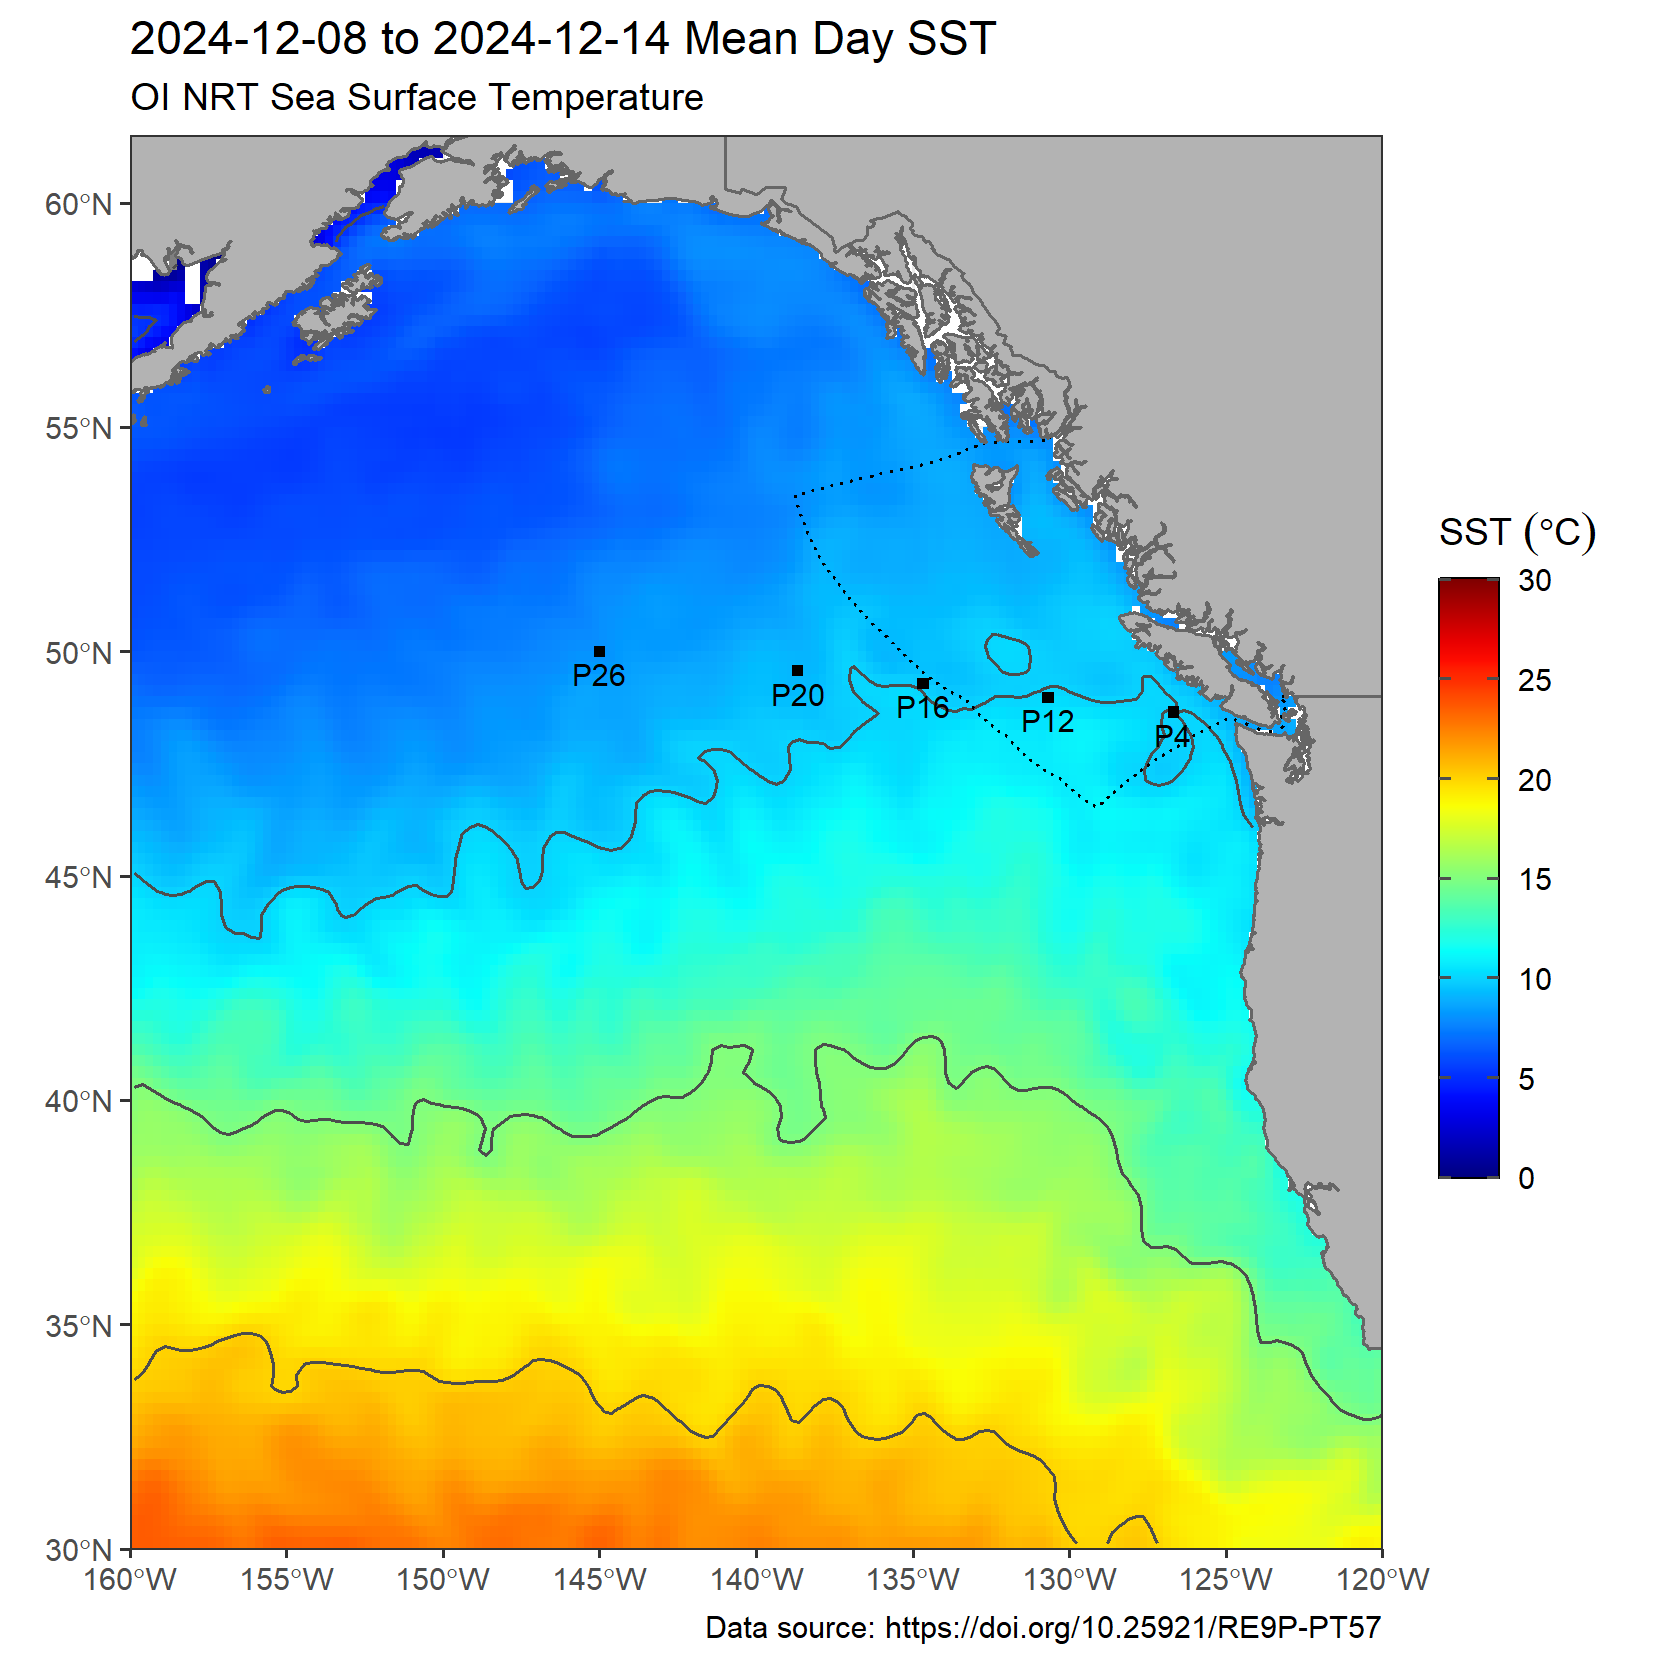 2024-12-08 to 2024-12-14 Mean Day SST
OI NRT Sea Surface Temperature
60°N
55°N
50°N
45°N
40°N
35°N
30°N
P26
P20
P16
P12
P4
160°W
155°W
150°W
145°W
140°W
135°W
130°W
125°W
120°W
SST (°C)
30
25
20
15
10
5
0
Data source: https://doi.org/10.25921/RE9P-PT57